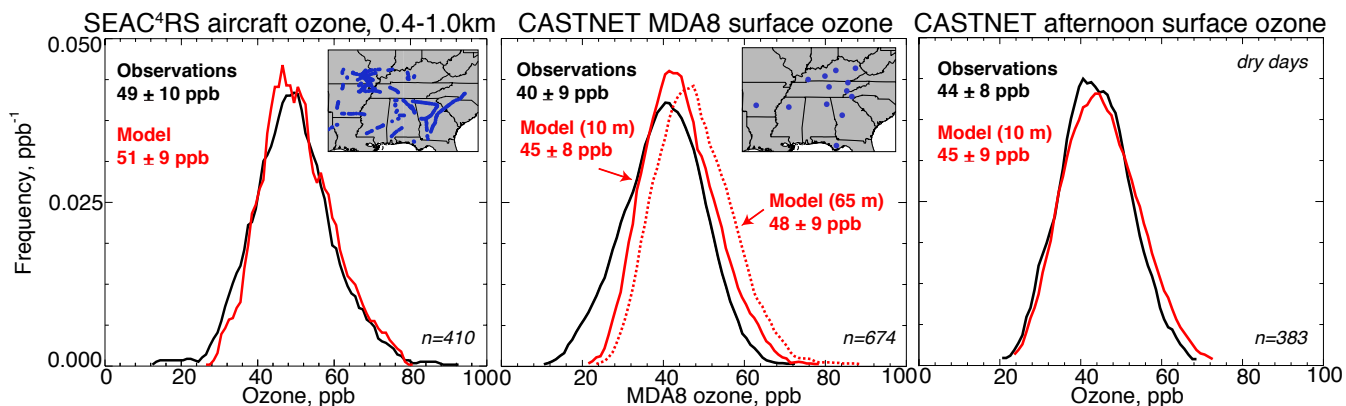 SEAC⁴RS aircraft ozone, 0.4-1.0km
0.050
0.025
0.000
Frequency, ppb⁻¹
Observations
49 ± 10 ppb
Model
51 ± 9 ppb
n=410
0 20 40 60 80 100
Ozone, ppb
CASTNET MDA8 surface ozone
Observations
40 ± 9 ppb
Model (10 m)
45 ± 8 ppb
Model (65 m)
48 ± 9 ppb
n=674
0 20 40 60 80 100
MDA8 ozone, ppb
CASTNET afternoon surface ozone
dry days
Observations
44 ± 8 ppb
Model (10 m)
45 ± 9 ppb
n=383
0 20 40 60 80 100
Ozone, ppb